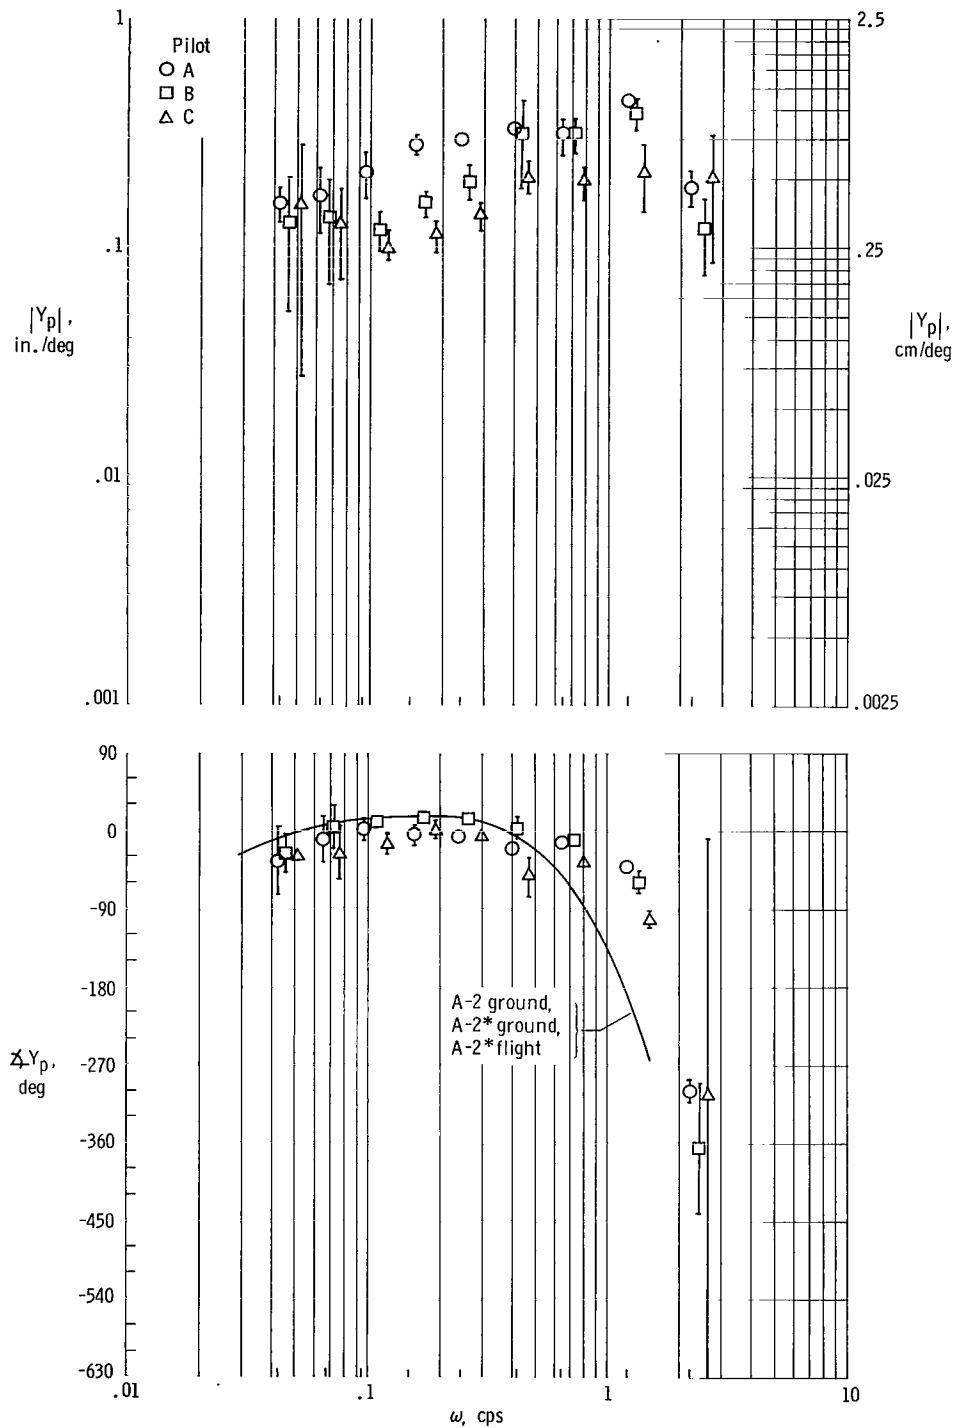 1
2.5
Pilot
A
B
C
.1
.25
|Yp|,
in./deg
|Yp|,
cm/deg
.01
.025
.001
.0025
90
0
-90
-180
A-2 ground,
A-2* ground,
A-2* flight
-270
∡Yp,
deg
-360
-450
-540
-630
.01
.1
1
10
ω, cps